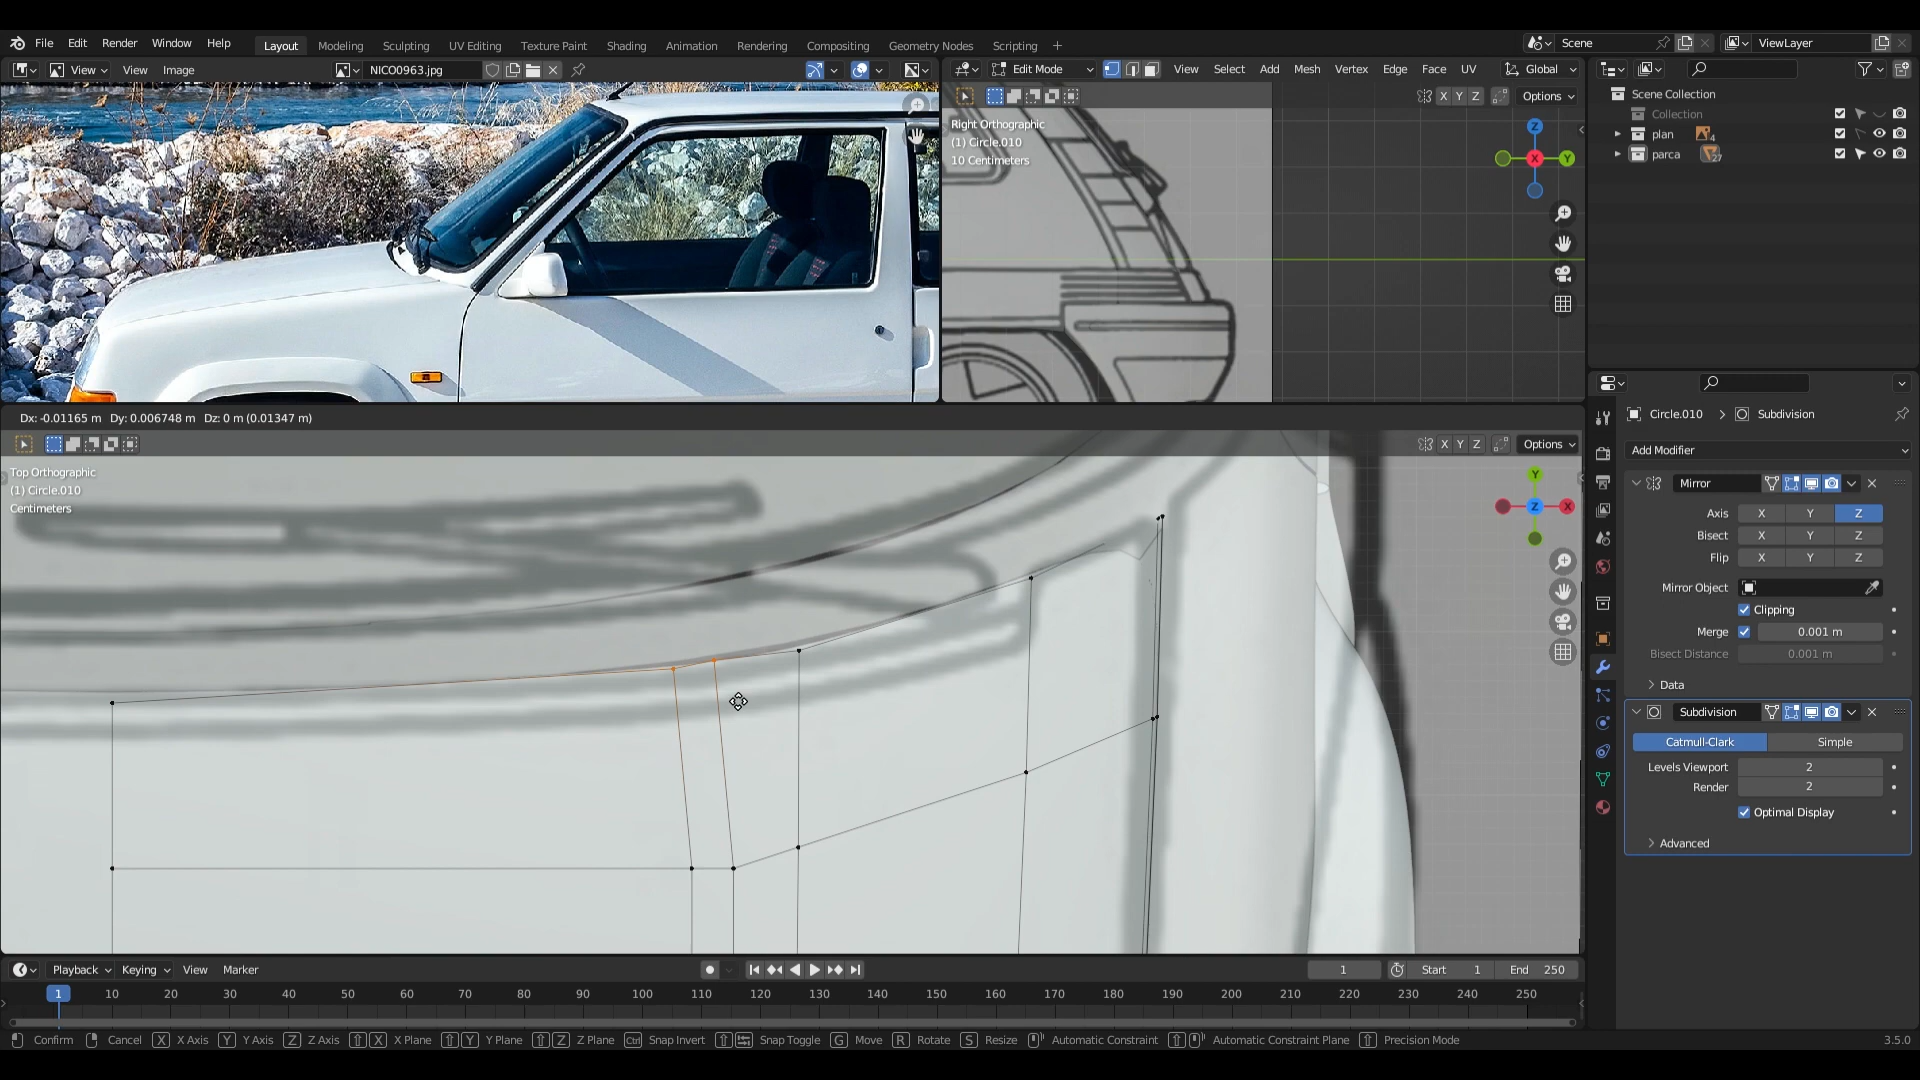 File Edit Render Window Help Layout Modeling Sculpting UV Editing Texture Paint Shading Animation Rendering Compositing Geometry Nodes Scripting + Scene ViewLayer
View View Image NICO0963.jpg Edit Mode View Select Add Mesh Vertex Edge Face UV Global
X Y Z Options
Right Orthographic
(1) Circle.010
10 Centimeters
Z
X
Y
Scene Collection
Collection
plan 4
parca 27
Dx: -0.01165 m Dy: 0.006748 m Dz: 0 m (0.01347 m)
X Y Z Options
Top Orthographic
(1) Circle.010
Centimeters
Y
Z
X
Circle.010 > Subdivision
Add Modifier
Mirror
Axis X Y Z
Bisect X Y Z
Flip X Y Z
Mirror Object
Clipping
Merge 0.001 m
Bisect Distance 0.001 m
Data
Subdivision
Catmull-Clark Simple
Levels Viewport 2
Render 2
Optimal Display
Advanced
Playback Keying View Marker 1 Start 1 End 250
1 10 20 30 40 50 60 70 80 90 100 110 120 130 140 150 160 170 180 190 200 210 220 230 240 250
Confirm Cancel X X Axis Y Y Axis Z Z Axis X X Plane Y Y Plane Z Z Plane Ctrl Snap Invert Snap Toggle G Move R Rotate S Resize Automatic Constraint Automatic Constraint Plane Precision Mode 3.5.0